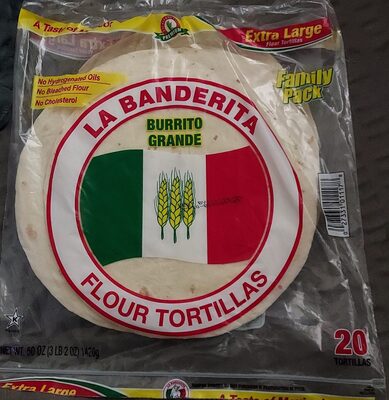 A Taste of
PREMIUM
Extra Large
Flour Tortillas
Family
Pack
No Hydrogenated Oils
No Bleached Flour
No Cholesterol
LA BANDERITA
BURRITO
GRANDE
FLOUR TORTILLAS
20
TORTILLAS
NET WT. 50 OZ (3 LB 2 OZ) 1420g
Extra Large
A Taste of Mexico